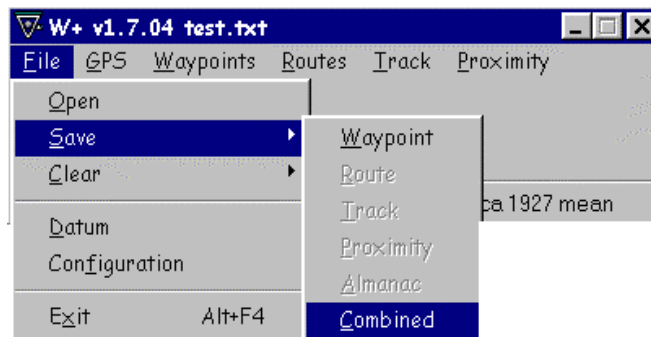 W+ v1.7.04 test.txt
File GPS Waypoints Routes Track Proximity
Open
Save
Clear
Datum
Configuration
Exit Alt+F4
Waypoint
Route
Track
Proximity
Almanac
Combined
ca 1927 mean